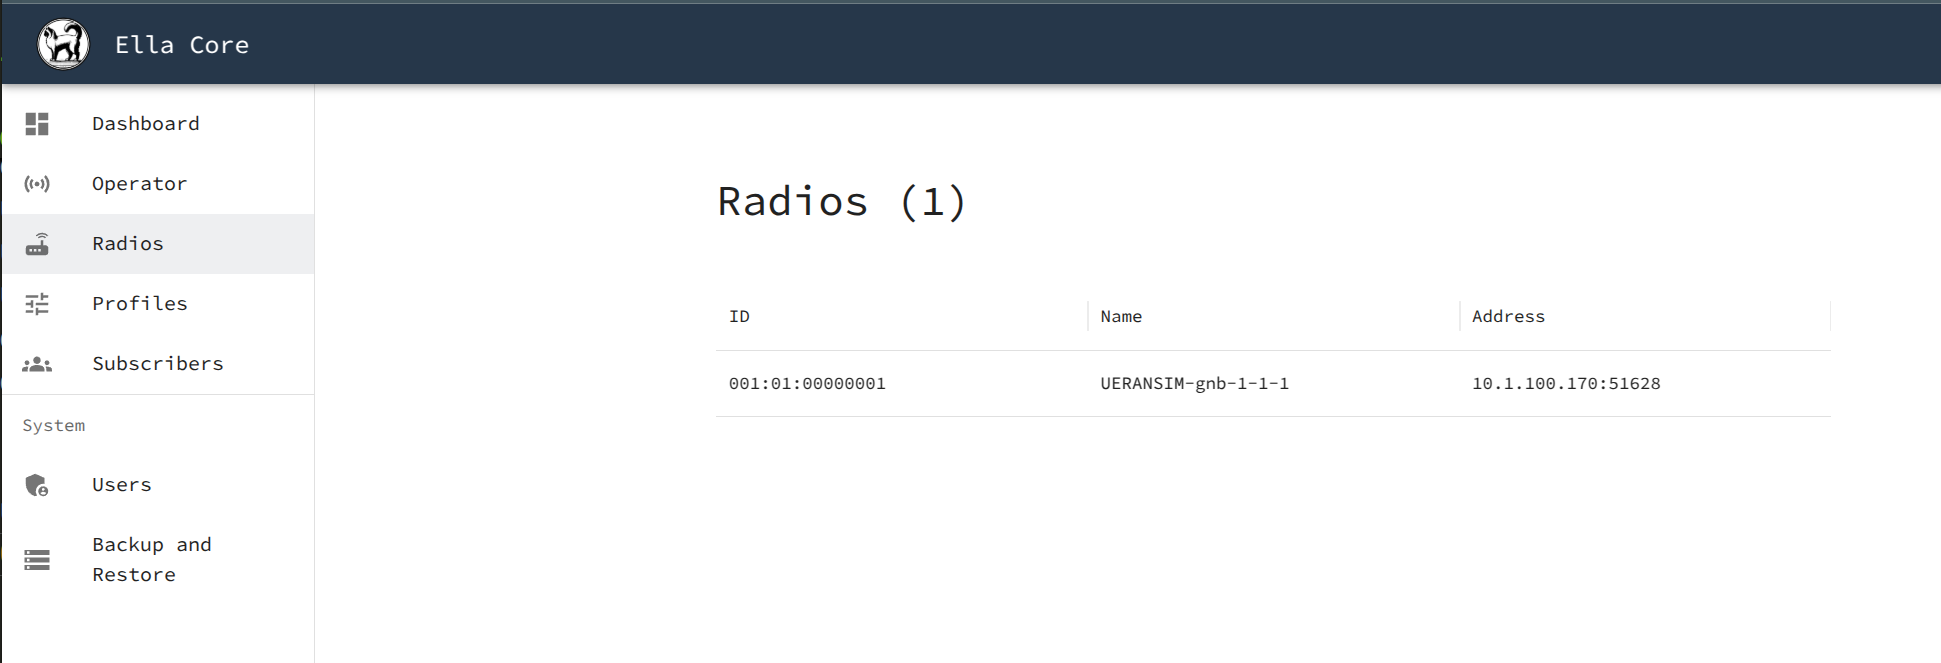 Ella Core
Dashboard
Operator
Radios
Profiles
Subscribers
System
Users
Backup and
Restore
Radios (1)
ID Name Address
001:01:00000001 UERANSIM-gnb-1-1-1 10.1.100.170:51628